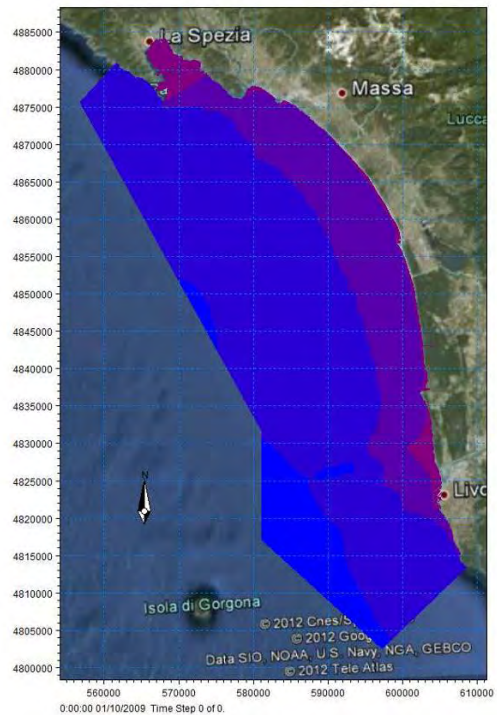 4885000
La Spezia
4880000
Massa
4875000
Lucca
4870000
4865000
4860000
4855000
4850000
4845000
4840000
4835000
4830000
4825000
Livo
N
4820000
4815000
4810000
Isola di Gorgona
© 2012 Cnes/S
4805000
© 2012 Goog
Data SIO, NOAA, U.S. Navy, NGA, GEBCO
4800000
© 2012 Tele Atlas
560000 570000 580000 590000 600000 610000
0:00:00 01/10/2009 Time Step 0 of 0.